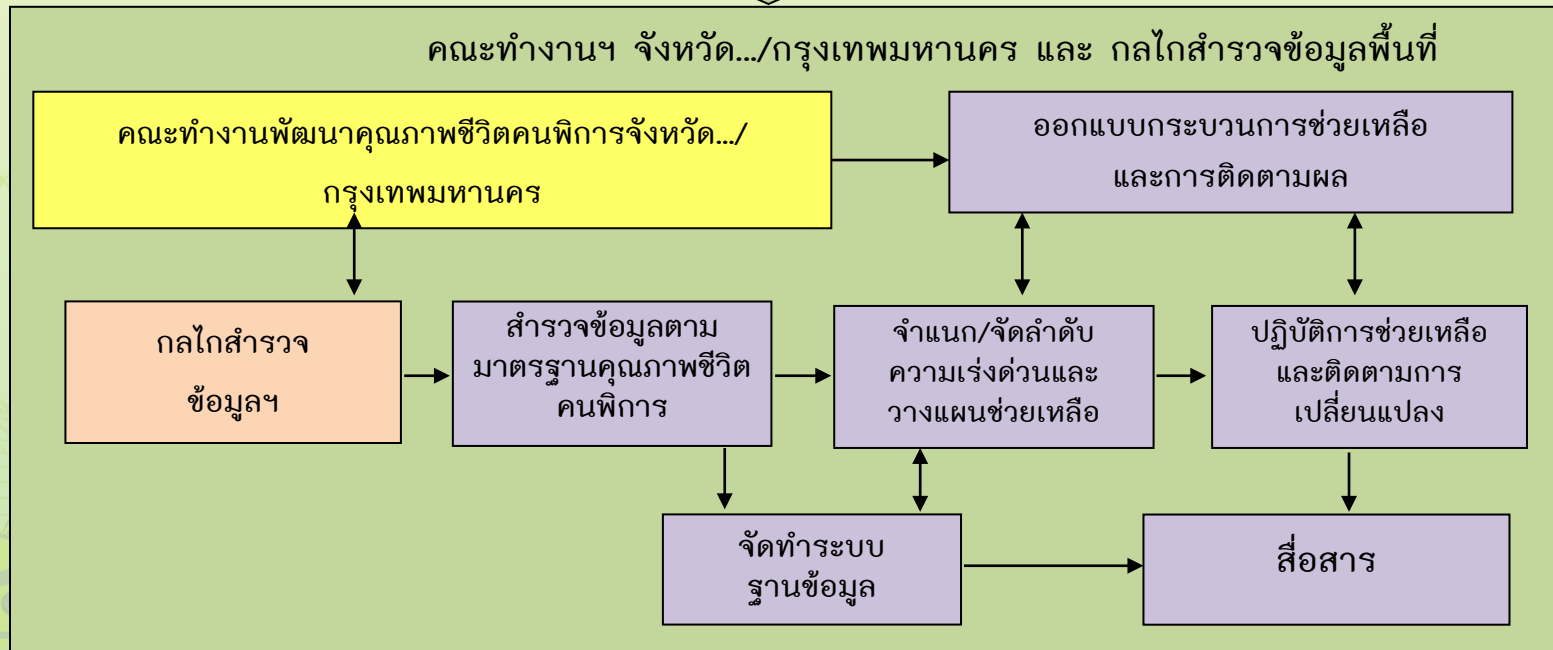 คณะทำงานฯ จังหวัด.../กรุงเทพมหานคร และ กลไกสำรวจข้อมูลพื้นที่
คณะทำงานพัฒนาคุณภาพชีวิตคนพิการจังหวัด.../
กรุงเทพมหานคร
ออกแบบกระบวนการช่วยเหลือ
และการติดตามผล
กลไกสำรวจ
ข้อมูลฯ
สำรวจข้อมูลตาม
มาตรฐานคุณภาพชีวิต
คนพิการ
จำแนก/จัดลำดับ
ความเร่งด่วนและ
วางแผนช่วยเหลือ
ปฏิบัติการช่วยเหลือ
และติดตามการ
เปลี่ยนแปลง
จัดทำระบบ
ฐานข้อมูล
สื่อสาร